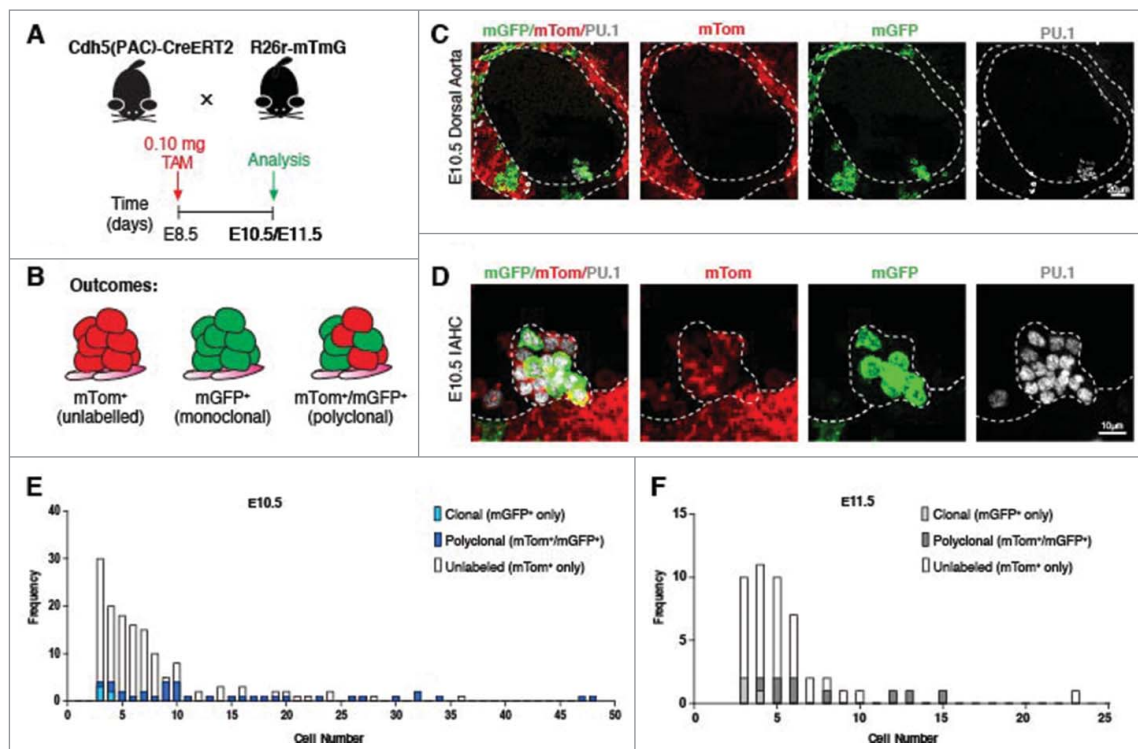 A
Cdh5(PAC)-CreERT2 R26r-mTmG
×
0.10 mg
TAM
Analysis
Time
(days)
E8.5 E10.5/E11.5
B
Outcomes:
mTom⁺
(unlabelled)
mGFP⁺
(monoclonal)
mTom⁺/mGFP⁺
(polyclonal)
C
mGFP/mTom/PU.1 mTom mGFP PU.1
E10.5 Dorsal Aorta
20µm
D
mGFP/mTom/PU.1 mTom mGFP PU.1
E10.5 IAHC
10µm
E
E10.5
Clonal (mGFP⁺ only)
Polyclonal (mTom⁺/mGFP⁺)
Unlabeled (mTom⁺ only)
Frequency
40
30
20
10
0
0 5 10 15 20 25 30 35 40 45 50
Cell Number
F
E11.5
Clonal (mGFP⁺ only)
Polyclonal (mTom⁺/mGFP⁺)
Unlabeled (mTom⁺ only)
Frequency
15
10
5
0
0 5 10 15 20 25
Cell Number